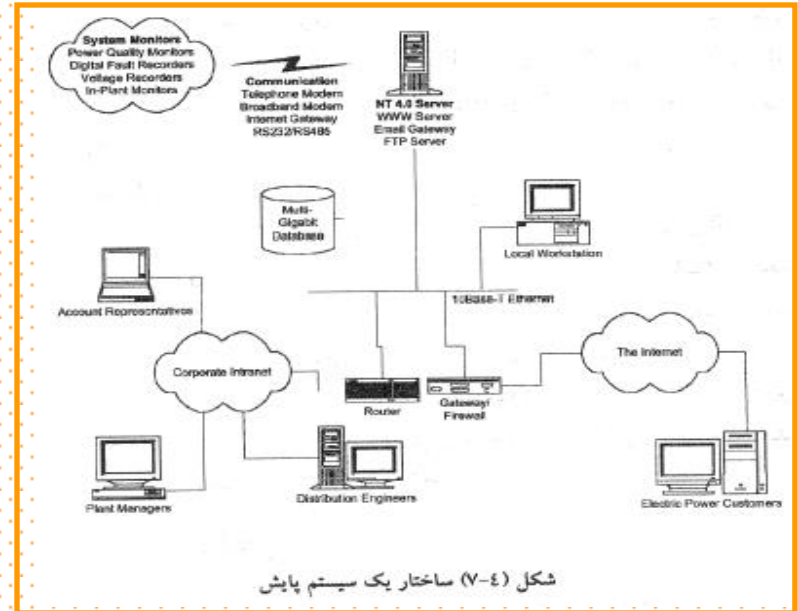 System Monitors
Power Quality Monitors
Digital Fault Recorders
Voltage Recorders
In-Plant Monitors
Communication
Telephone Modem
Broadband Modem
Internet Gateway
RS232/RS485
NT 4.0 Server
WWW Server
Email Gateway
FTP Server
Multi-
Gigabit
Database
Local Workstation
10Base-T Ethernet
Account Representatives
Corporate Intranet
The Internet
Router
Gateway/
Firewall
Plant Managers
Distribution Engineers
Electric Power Customers
شکل (٤-٧) ساختار یک سیستم پایش